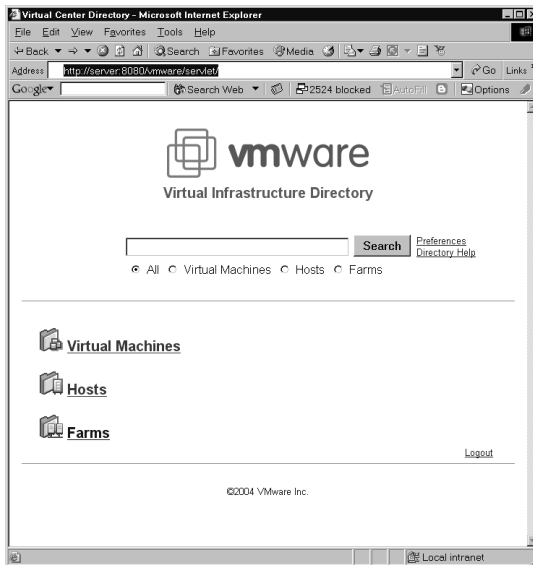 Virtual Center Directory - Microsoft Internet Explorer
File Edit View Favorites Tools Help
Back Search Favorites Media
Address http://server:8080/vmware/servlet/ Go Links
Google Search Web 2524 blocked AutoFill Options
vmware
Virtual Infrastructure Directory
Search Preferences
Directory Help
All Virtual Machines Hosts Farms
Virtual Machines
Hosts
Farms
Logout
©2004 VMware Inc.
Local intranet